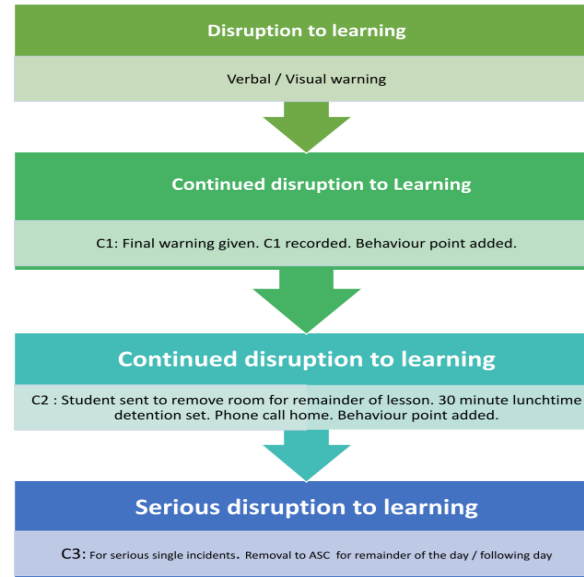 Disruption to learning
Verbal / Visual warning
Continued disruption to Learning
C1: Final warning given. C1 recorded. Behaviour point added.
Continued disruption to learning
C2 : Student sent to remove room for remainder of lesson. 30 minute lunchtime
detention set. Phone call home. Behaviour point added.
Serious disruption to learning
C3: For serious single incidents. Removal to ASC for remainder of the day / following day